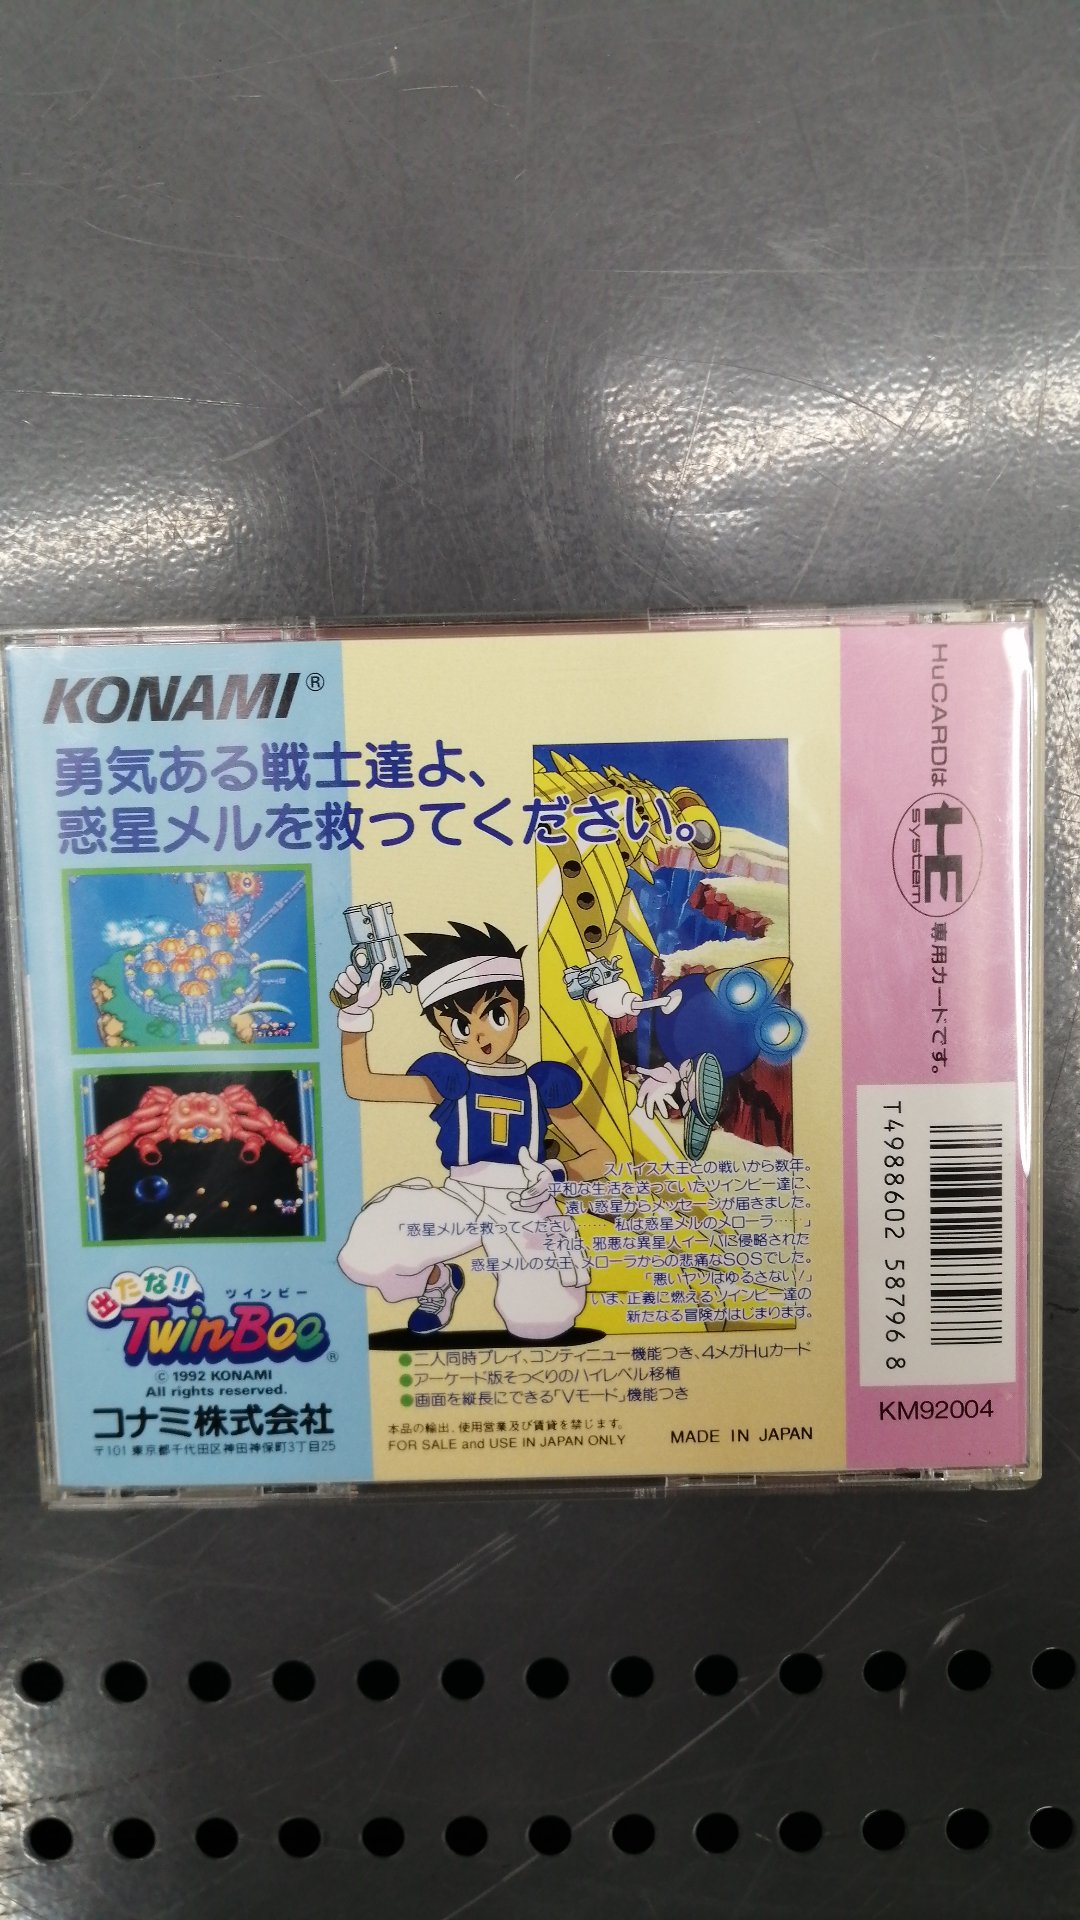 KONAMI®
勇気ある戦士達よ、
惑星メルを救ってください。
スパイス大王との戦いから数年。
平和な生活を送っていたツインビー達に、
遠い惑星からメッセージが届きました。
「惑星メルを救ってください…… 私は惑星メルのメローラ……」
それは、邪悪な異星人イーバに侵略された
惑星メルの女王、メローラからの悲痛なSOSでした。
「悪いヤツはゆるさない!」
いま、正義に燃えるツインビー達の
新たなる冒険がはじまります。
●二人同時プレイ、コンティニュー機能つき、4メガHuカード
●アーケード版そっくりのハイレベル移植
●画面を縦長にできる「Vモード」機能つき
本品の輸出、使用営業及び賃貸を禁じます。
FOR SALE and USE IN JAPAN ONLY
MADE IN JAPAN
出たな!!
ツインビー
TwinBee®
© 1992 KONAMI
All rights reserved.
コナミ株式会社
〒101 東京都千代田区神田神保町3丁目25
T
HuCARDは
HE
system
専用カードです。
T4988602 58796 8
KM92004